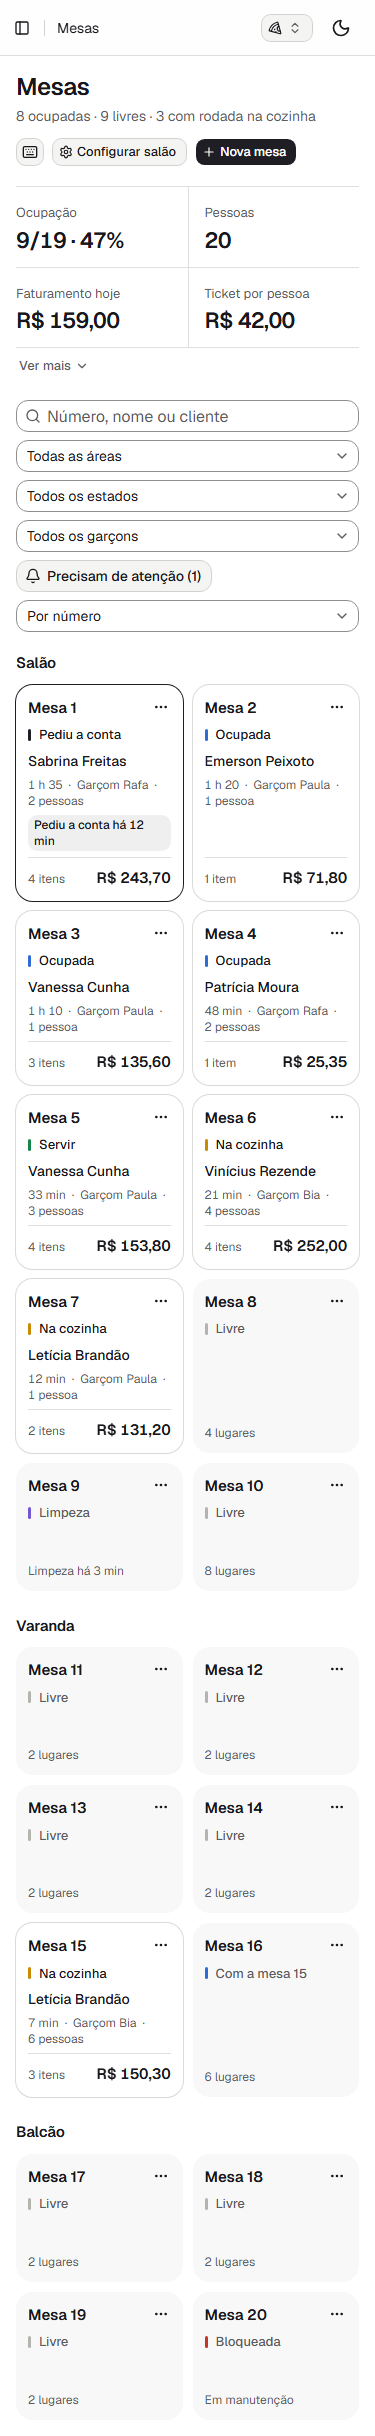 Mesas
Mesas
8 ocupadas · 9 livres · 3 com rodada na cozinha
Configurar salão
Nova mesa
Ocupação
9/19 · 47%
Pessoas
20
Faturamento hoje
R$ 159,00
Ticket por pessoa
R$ 42,00
Ver mais
Número, nome ou cliente
Todas as áreas
Todos os estados
Todos os garçons
Precisam de atenção (1)
Por número
Salão
Mesa 1
Pediu a conta
Sabrina Freitas
1 h 35 · Garçom Rafa ·
2 pessoas
Pediu a conta há 12
min
4 itens
R$ 243,70
Mesa 2
Ocupada
Emerson Peixoto
1 h 20 · Garçom Paula ·
1 pessoa
1 item
R$ 71,80
Mesa 3
Ocupada
Vanessa Cunha
1 h 10 · Garçom Paula ·
1 pessoa
3 itens
R$ 135,60
Mesa 4
Ocupada
Patrícia Moura
48 min · Garçom Rafa ·
2 pessoas
1 item
R$ 25,35
Mesa 5
Servir
Vanessa Cunha
33 min · Garçom Paula ·
3 pessoas
4 itens
R$ 153,80
Mesa 6
Na cozinha
Vinícius Rezende
21 min · Garçom Bia ·
4 pessoas
4 itens
R$ 252,00
Mesa 7
Na cozinha
Letícia Brandão
12 min · Garçom Paula ·
1 pessoa
2 itens
R$ 131,20
Mesa 8
Livre
4 lugares
Mesa 9
Limpeza
Limpeza há 3 min
Mesa 10
Livre
8 lugares
Varanda
Mesa 11
Livre
2 lugares
Mesa 12
Livre
2 lugares
Mesa 13
Livre
2 lugares
Mesa 14
Livre
2 lugares
Mesa 15
Na cozinha
Letícia Brandão
7 min · Garçom Bia ·
6 pessoas
3 itens
R$ 150,30
Mesa 16
Com a mesa 15
6 lugares
Balcão
Mesa 17
Livre
2 lugares
Mesa 18
Livre
2 lugares
Mesa 19
Livre
2 lugares
Mesa 20
Bloqueada
Em manutenção